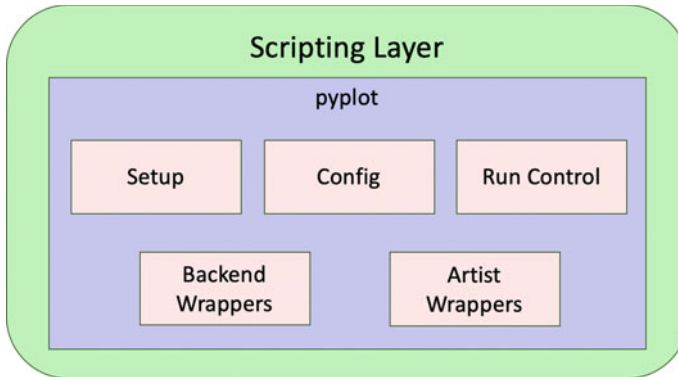 Scripting Layer
pyplot
Setup
Config
Run Control
Backend
Wrappers
Artist
Wrappers